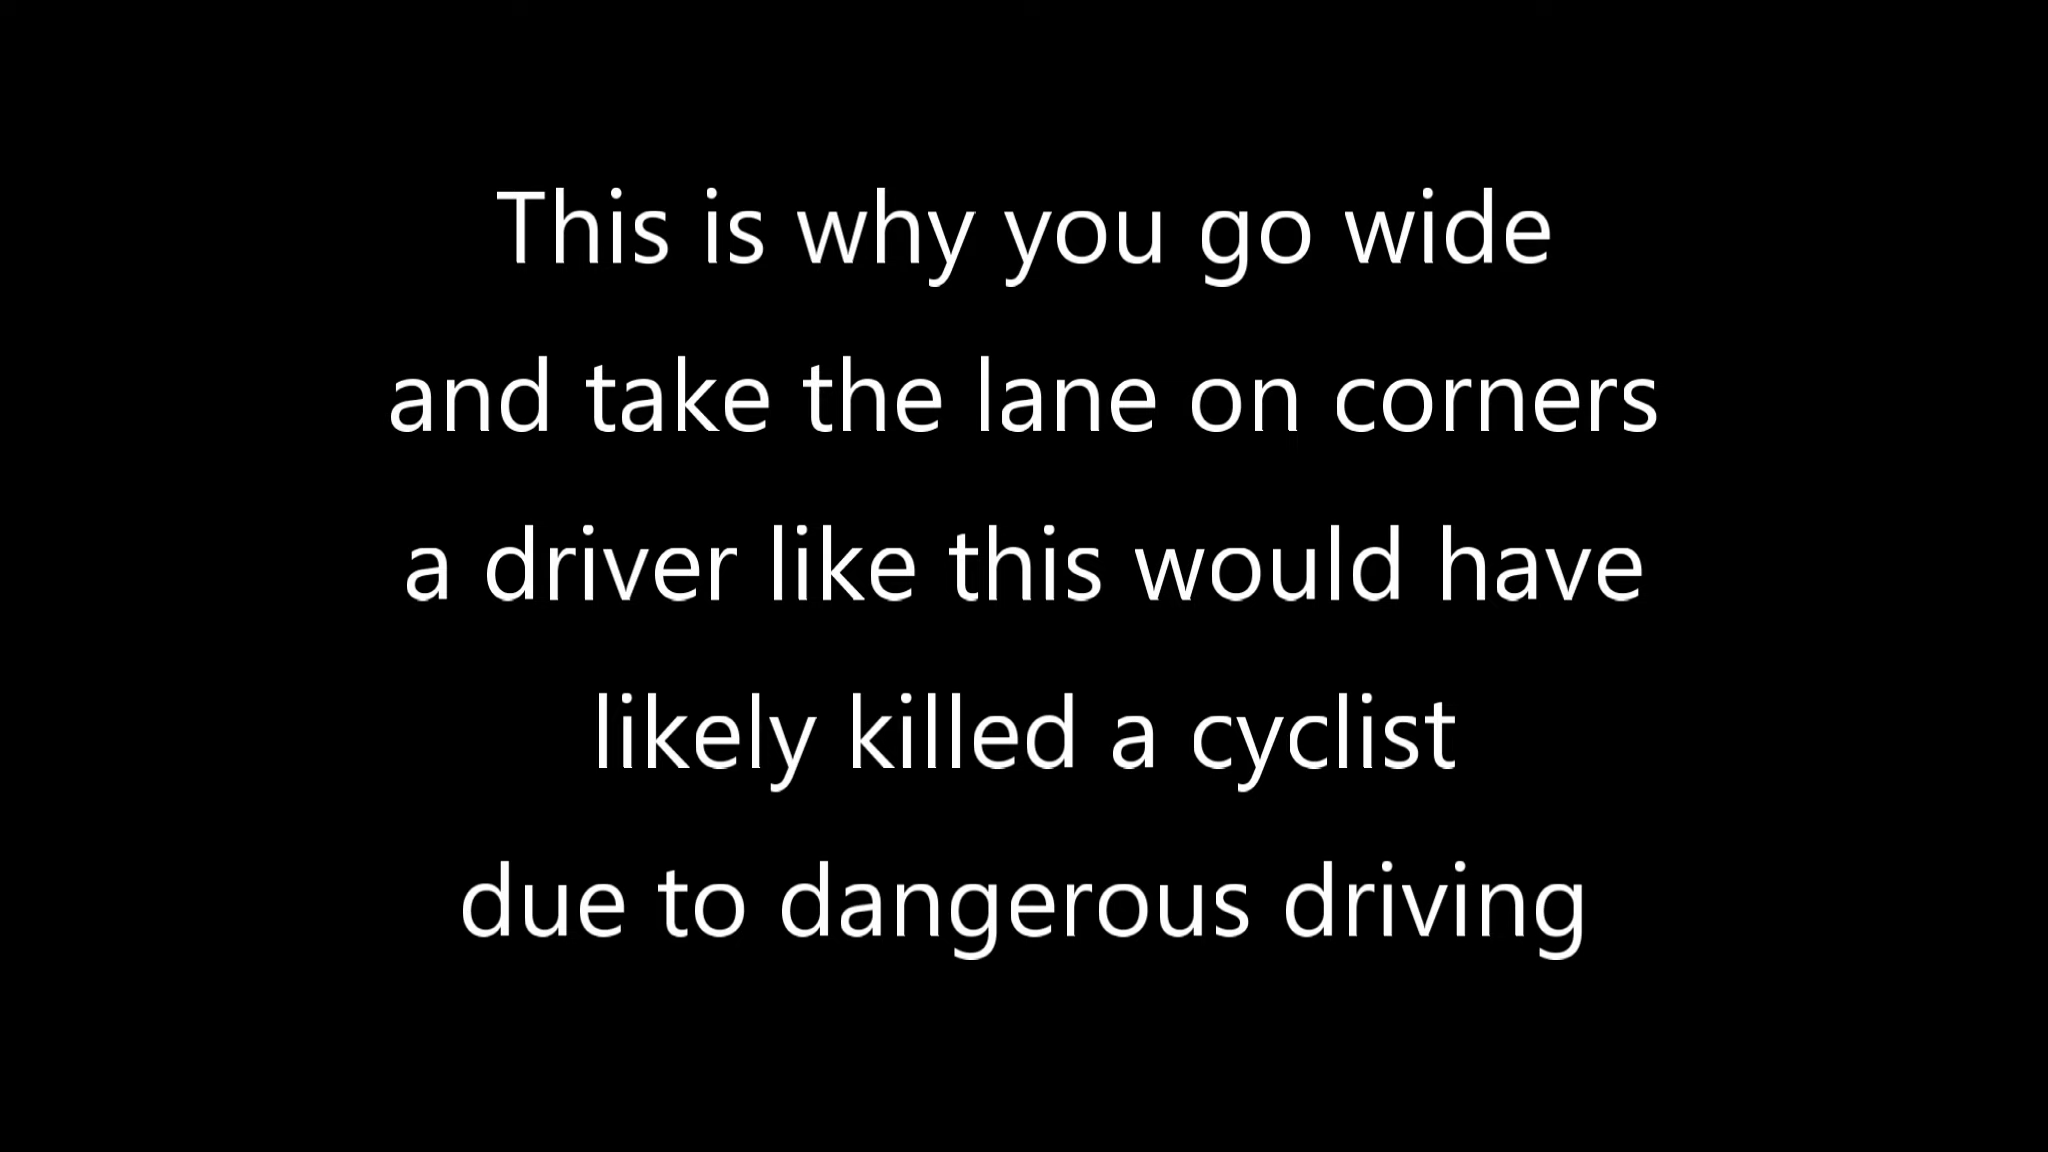 This is why you go wide
and take the lane on corners
a driver like this would have
likely killed a cyclist
due to dangerous driving